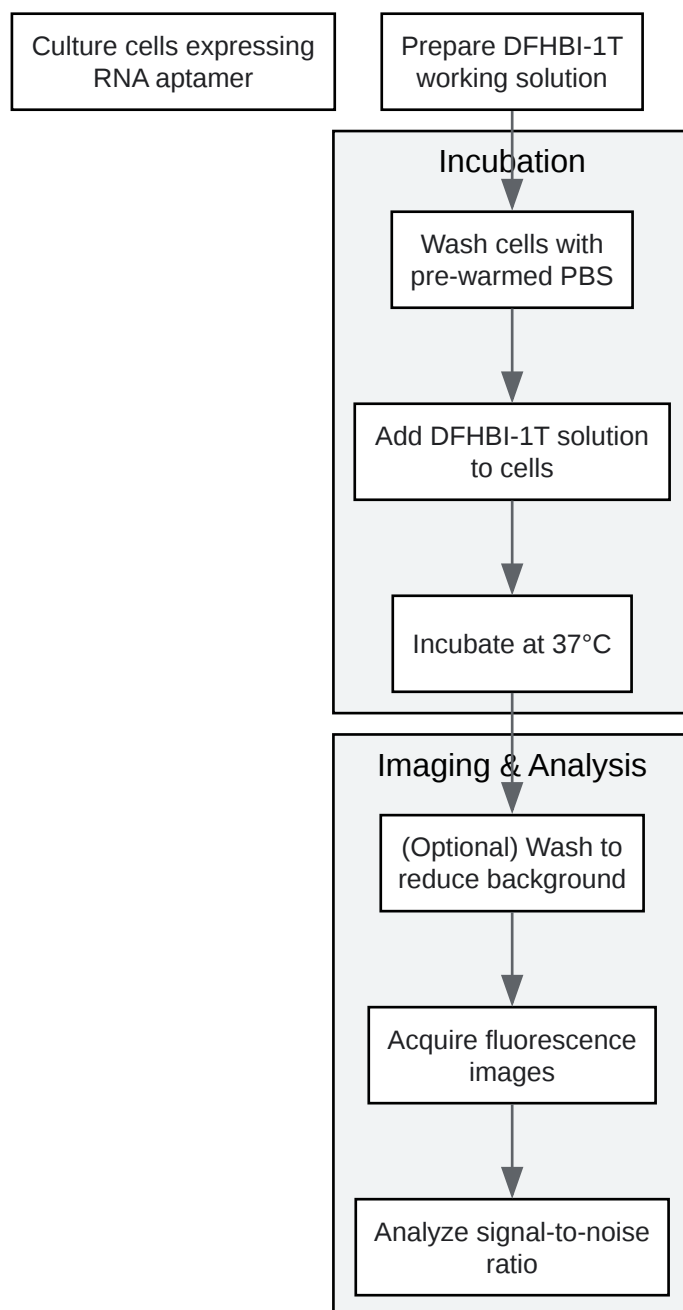 Culture cells expressing
RNA aptamer
Prepare DFHBI-1T
working solution
Incubation
Wash cells with
pre-warmed PBS
Add DFHBI-1T solution
to cells
Incubate at 37°C
Imaging & Analysis
(Optional) Wash to
reduce background
Acquire fluorescence
images
Analyze signal-to-noise
ratio